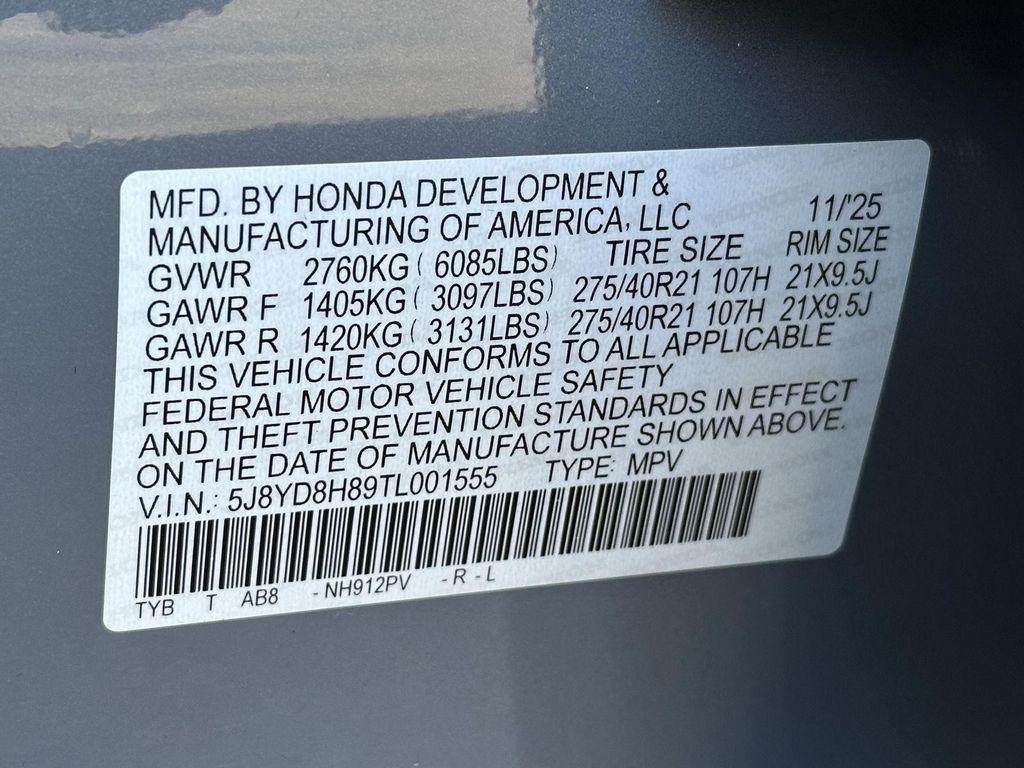 MFD. BY HONDA DEVELOPMENT &
MANUFACTURING OF AMERICA, LLC 11/'25
GVWR 2760KG ( 6085LBS) TIRE SIZE RIM SIZE
GAWR F 1405KG ( 3097LBS) 275/40R21 107H 21X9.5J
GAWR R 1420KG ( 3131LBS) 275/40R21 107H 21X9.5J
THIS VEHICLE CONFORMS TO ALL APPLICABLE
FEDERAL MOTOR VEHICLE SAFETY
AND THEFT PREVENTION STANDARDS IN EFFECT
ON THE DATE OF MANUFACTURE SHOWN ABOVE.
V.I.N.: 5J8YD8H89TL001555 TYPE: MPV
TYB T AB8 - NH912PV - R - L